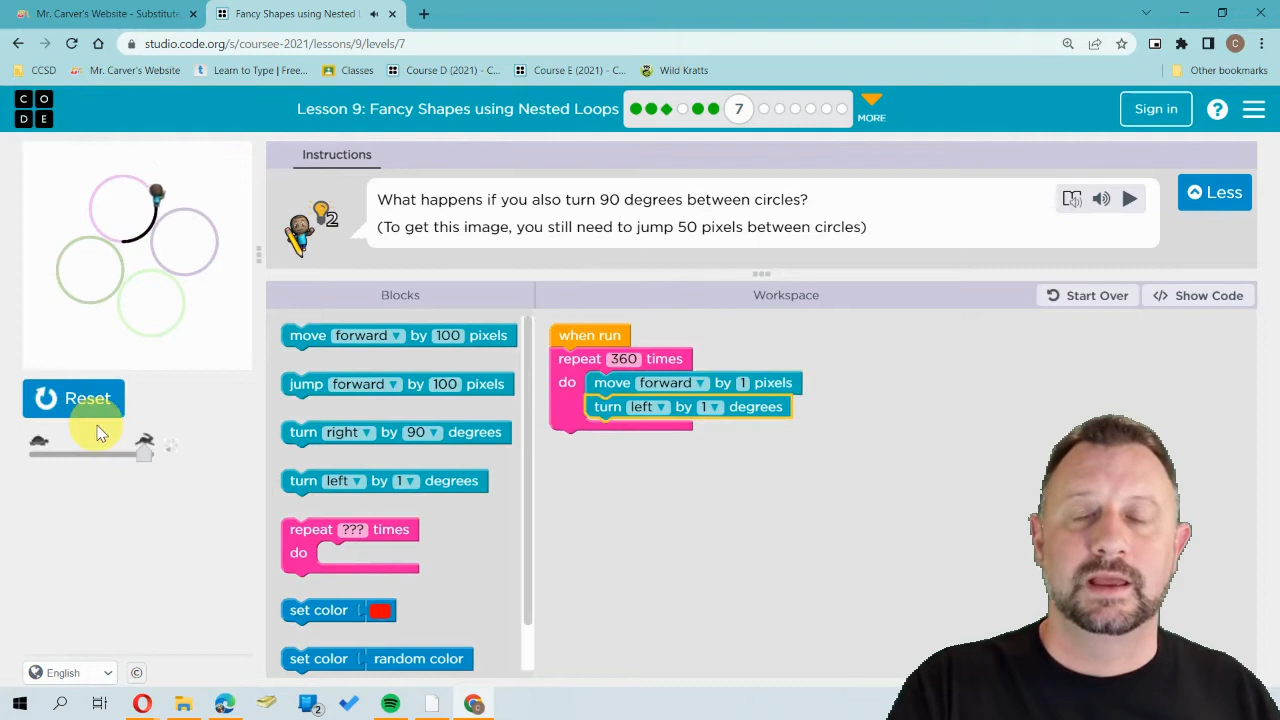 Mr. Carver's Website - Substitute
Fancy Shapes using Nested L
studio.code.org/s/coursee-2021/lessons/9/levels/7
CCSD
Mr. Carver's Website
Learn to Type | Free...
Classes
Course D (2021) - C...
Course E (2021) - C...
Wild Kratts
Other bookmarks
C O D E
Lesson 9: Fancy Shapes using Nested Loops
7
MORE
Sign in
?
Instructions
2
What happens if you also turn 90 degrees between circles?
(To get this image, you still need to jump 50 pixels between circles)
Less
Blocks
Workspace
Start Over
</> Show Code
move forward by 100 pixels
jump forward by 100 pixels
turn right by 90 degrees
turn left by 1 degrees
repeat ??? times
do
set color
set color random color
when run
repeat 360 times
do move forward by 1 pixels
turn left by 1 degrees
Reset
English
©
2